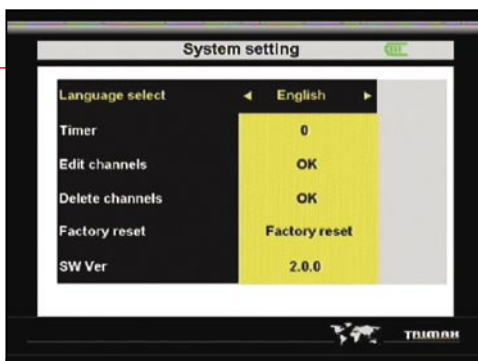 System setting
Language select ◄ English ►
Timer 0
Edit channels OK
Delete channels OK
Factory reset Factory reset
SW Ver 2.0.0
TRIMAX